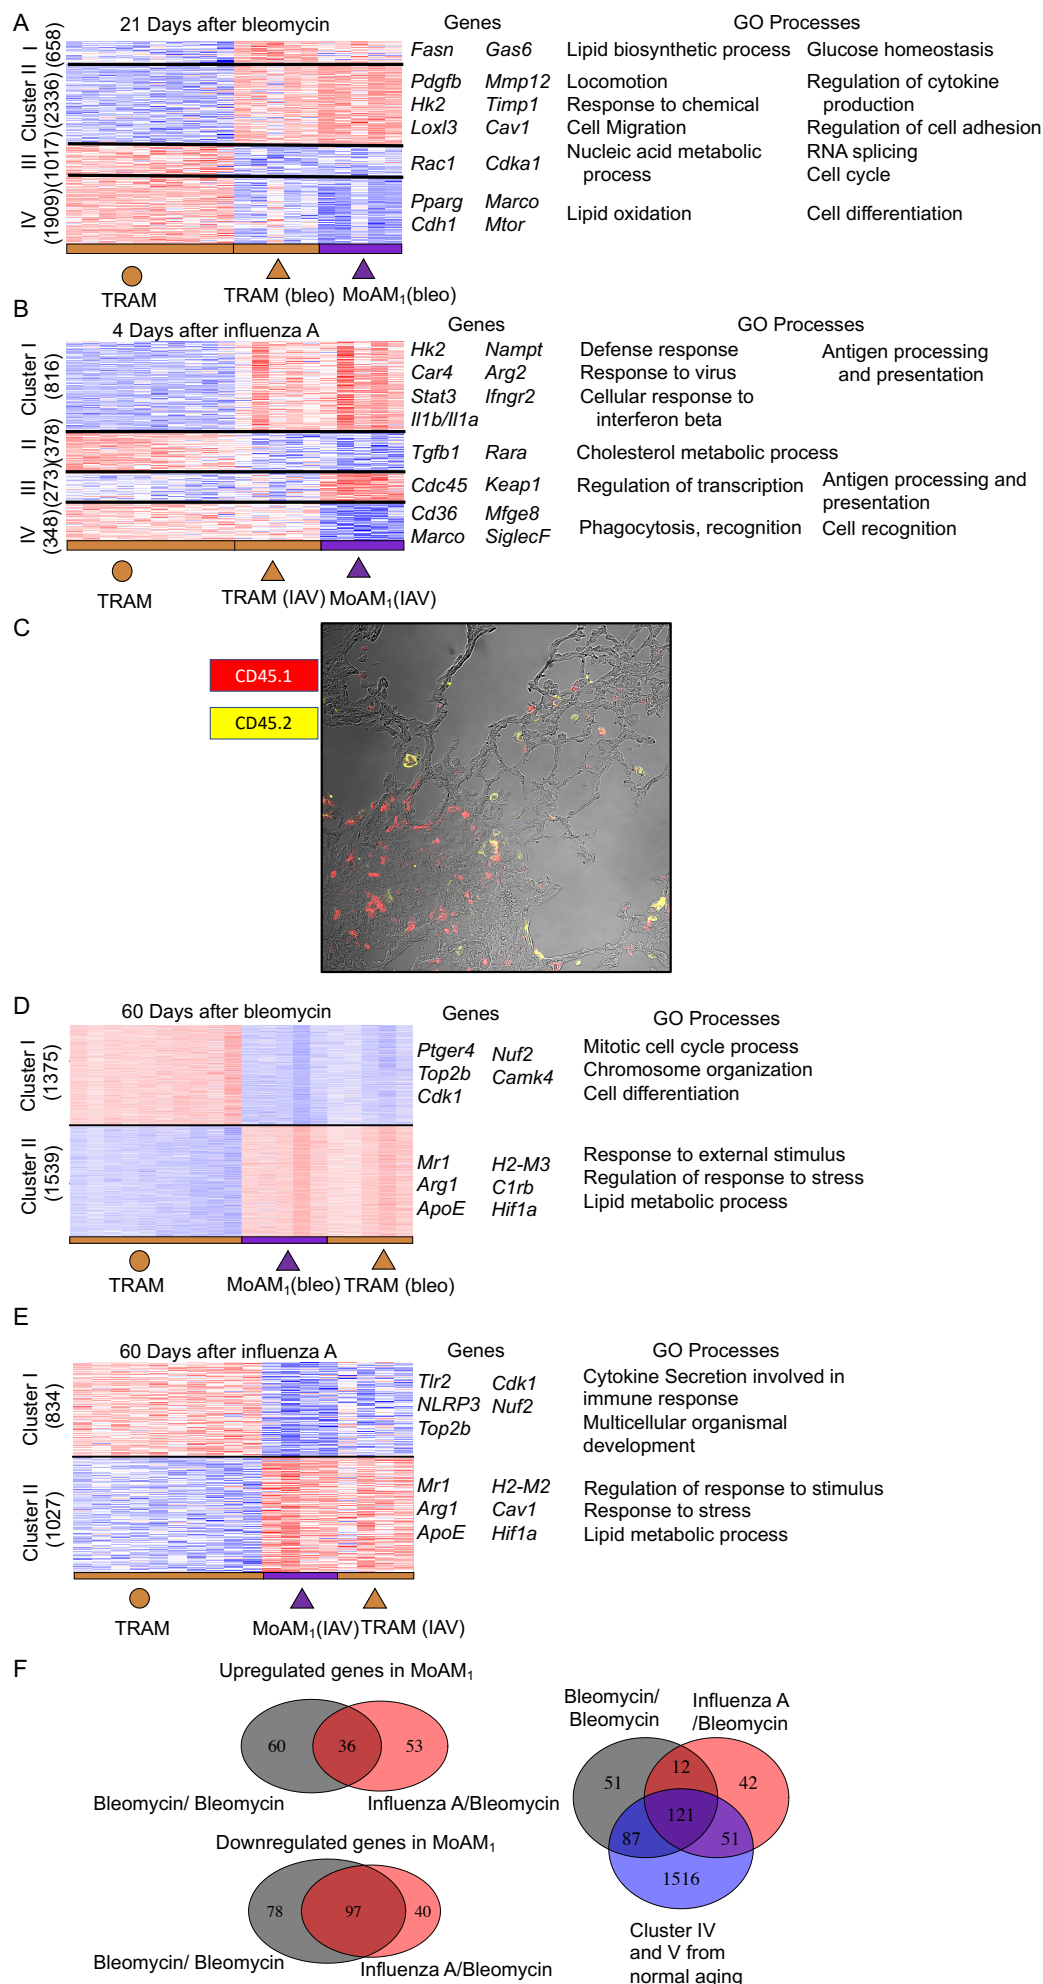 A
21 Days after bleomycin
Genes
GO Processes
I
(658)
Cluster II
(2336)
III
(1017)
IV
(1909)
Fasn Gas6 Lipid biosynthetic process Glucose homeostasis
Pdgfb Mmp12 Locomotion Regulation of cytokine
Hk2 Timp1 Response to chemical production
Loxl3 Cav1 Cell Migration Regulation of cell adhesion
Rac1 Cdka1 Nucleic acid metabolic RNA splicing
process Cell cycle
Pparg Marco Lipid oxidation Cell differentiation
Cdh1 Mtor
TRAM TRAM (bleo) MoAM₁(bleo)
B
4 Days after influenza A
Genes
GO Processes
Cluster I
(816)
II
(378)
III
(273)
IV
(348)
Hk2 Nampt Defense response Antigen processing
Car4 Arg2 Response to virus and presentation
Stat3 Ifngr2 Cellular response to
Il1b/Il1a interferon beta
Tgfb1 Rara Cholesterol metabolic process
Cdc45 Keap1 Regulation of transcription Antigen processing and
presentation
Cd36 Mfge8 Phagocytosis, recognition Cell recognition
Marco SiglecF
TRAM TRAM (IAV) MoAM₁(IAV)
C
CD45.1
CD45.2
D
60 Days after bleomycin
Genes
GO Processes
Cluster I
(1375)
Cluster II
(1539)
Ptger4 Nuf2 Mitotic cell cycle process
Top2b Camk4 Chromosome organization
Cdk1 Cell differentiation
Mr1 H2-M3 Response to external stimulus
Arg1 C1rb Regulation of response to stress
ApoE Hif1a Lipid metabolic process
TRAM MoAM₁(bleo) TRAM (bleo)
E
60 Days after influenza A
Genes
GO Processes
Cluster I
(834)
Cluster II
(1027)
Tlr2 Cdk1 Cytokine Secretion involved in
NLRP3 Nuf2 immune response
Top2b Multicellular organismal
development
Mr1 H2-M2 Regulation of response to stimulus
Arg1 Cav1 Response to stress
ApoE Hif1a Lipid metabolic process
TRAM MoAM₁(IAV) TRAM (IAV)
F
Upregulated genes in MoAM₁
60 36 53
Bleomycin/ Bleomycin Influenza A/Bleomycin
Downregulated genes in MoAM₁
78 97 40
Bleomycin/ Bleomycin Influenza A/Bleomycin
Bleomycin/ Influenza A
Bleomycin /Bleomycin
51 12 42
121
87 51
1516
Cluster IV
and V from
normal aging